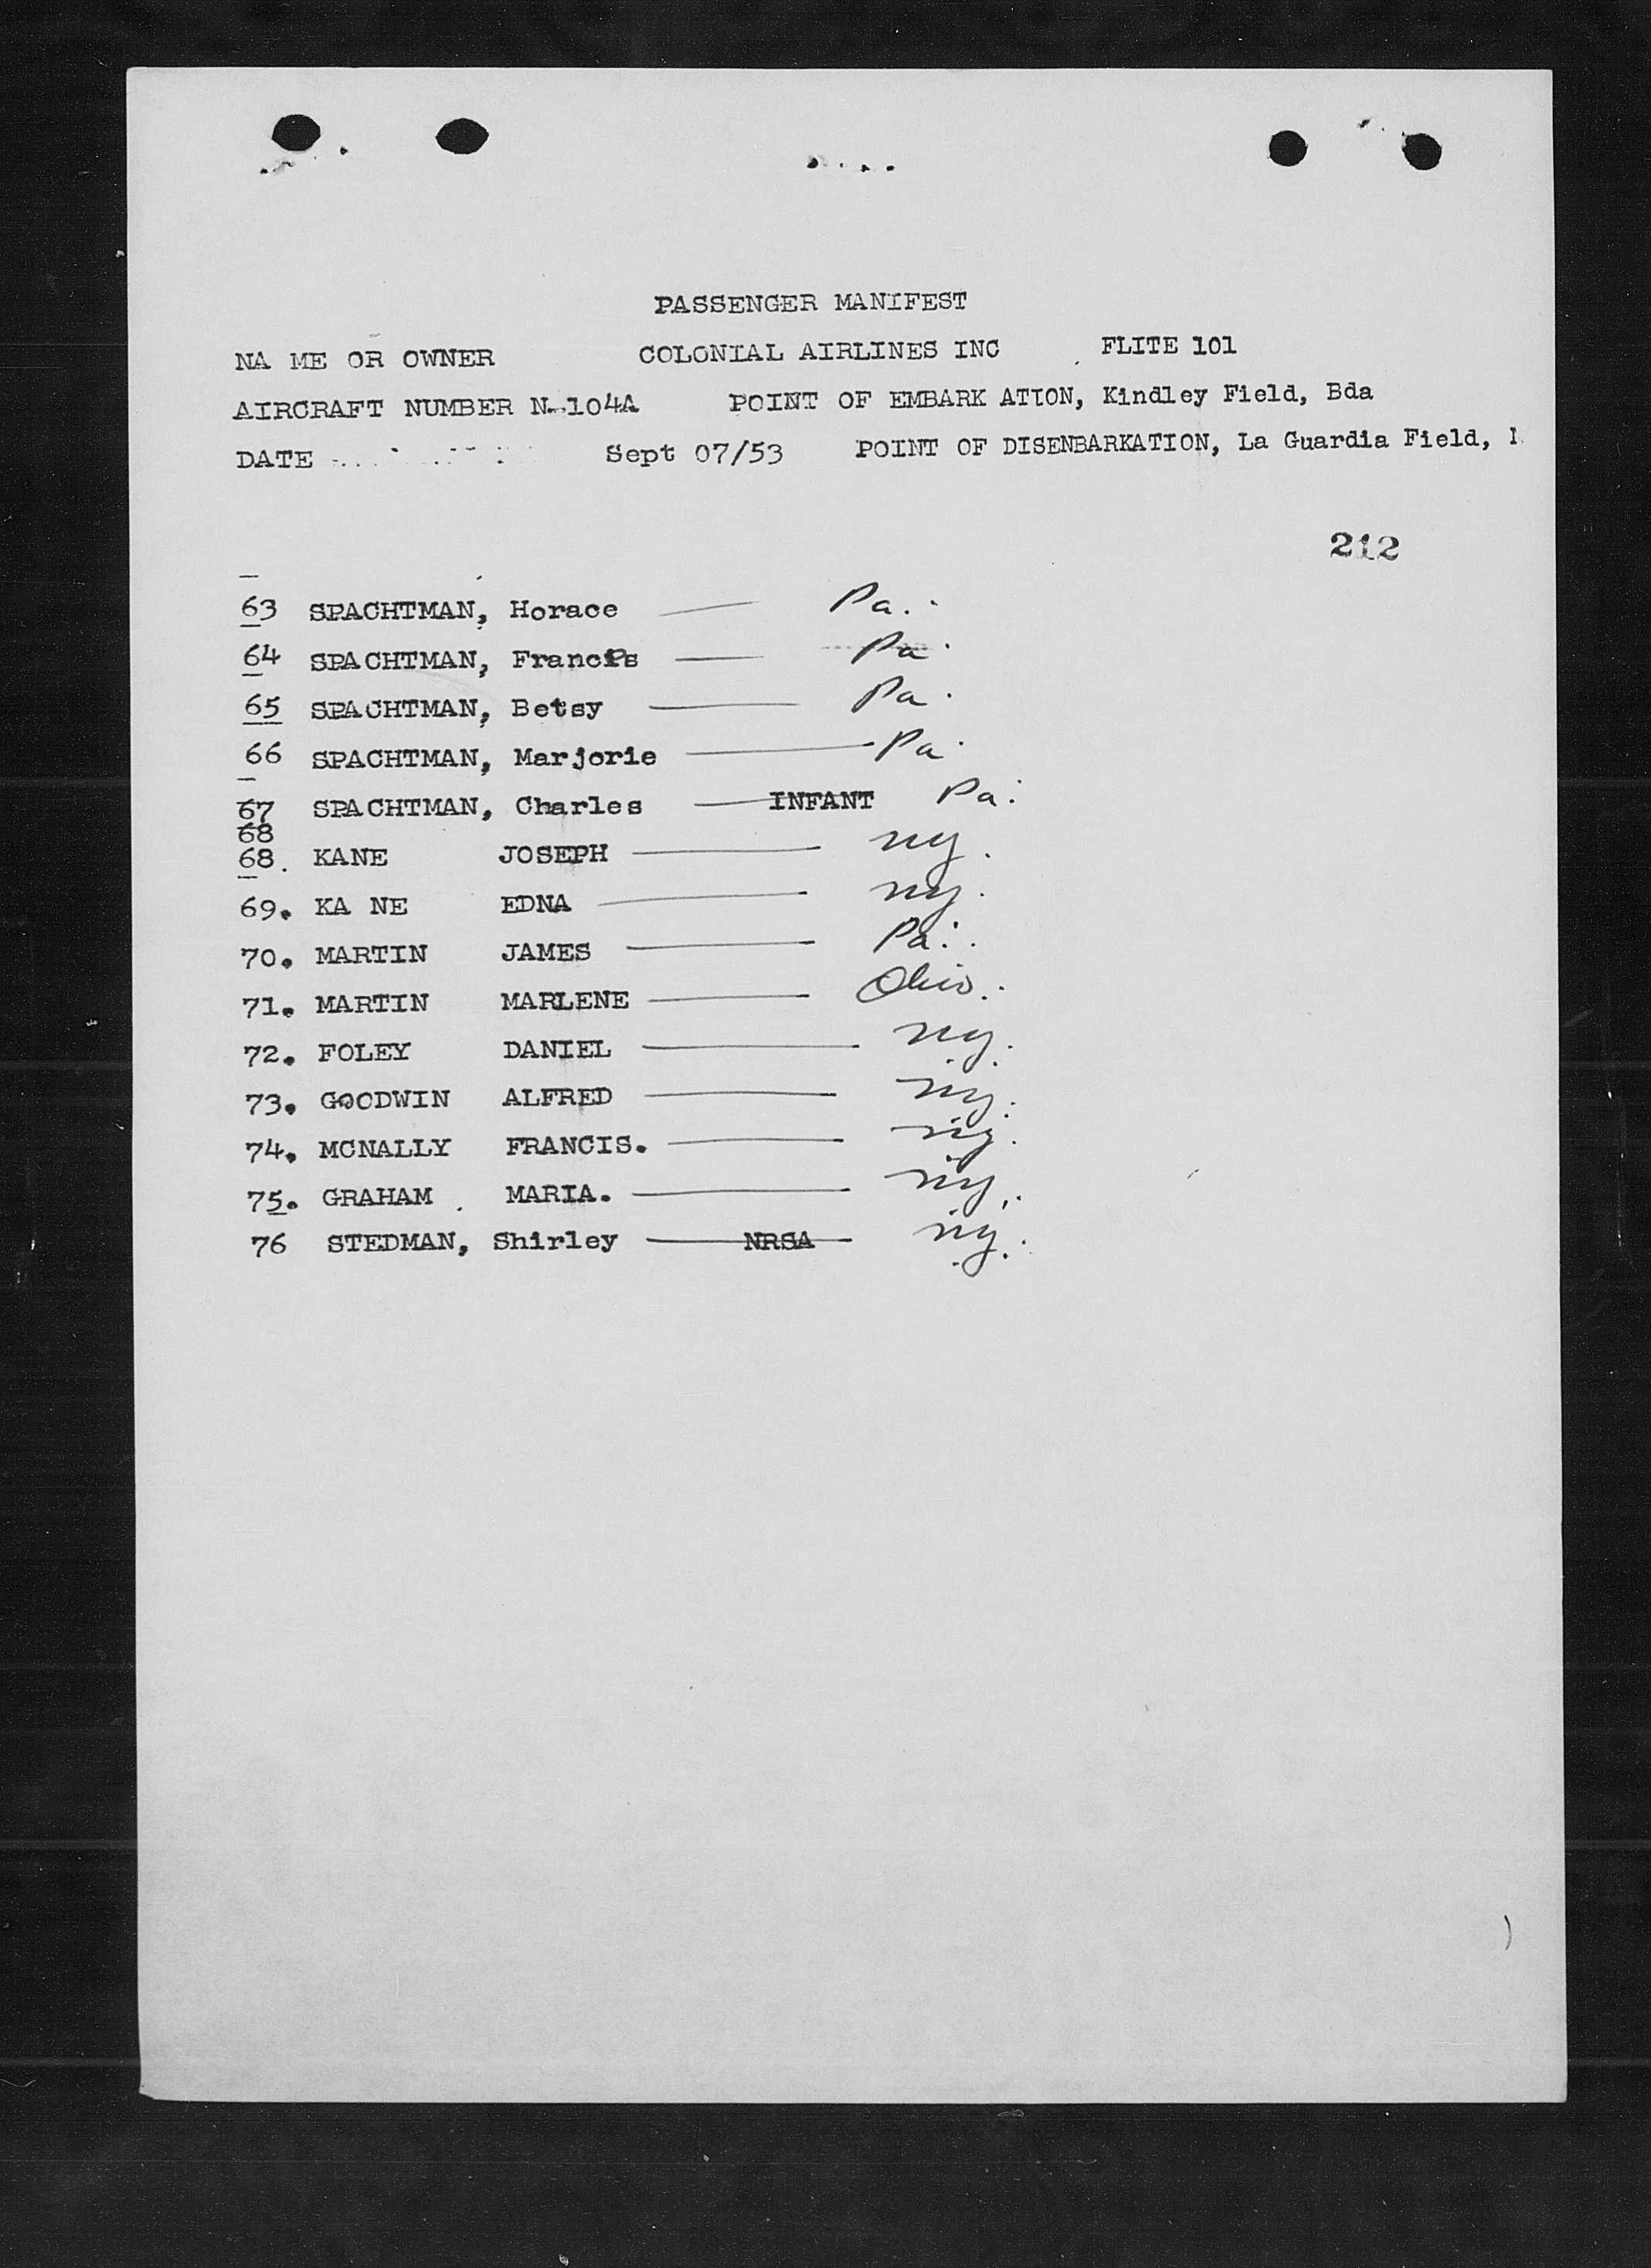 PASSENGER MANIFEST
NA ME OR OWNER COLONIAL AIRLINES INC FLITE 101
AIRCRAFT NUMBER N-104A POINT OF EMBARK ATION, Kindley Field, Bda
DATE Sept 07/53 POINT OF DISENBARKATION, La Guardia Field,
212
63 SPACHTMAN, Horace Pa.
64 SPACHTMAN, Francis Pa.
65 SPACHTMAN, Betsy Pa.
66 SPACHTMAN, Marjorie Pa.
67 SPACHTMAN, Charles INFANT Pa.
68
68. KANE JOSEPH ny.
69. KA NE EDNA ny.
70. MARTIN JAMES Pa.
71. MARTIN MARLENE Ohio.
72. FOLEY DANIEL ny.
73. GOODWIN ALFRED ny.
74. MCNALLY FRANCIS. ny.
75. GRAHAM MARIA. ny.
76 STEDMAN, Shirley NRSA ny.